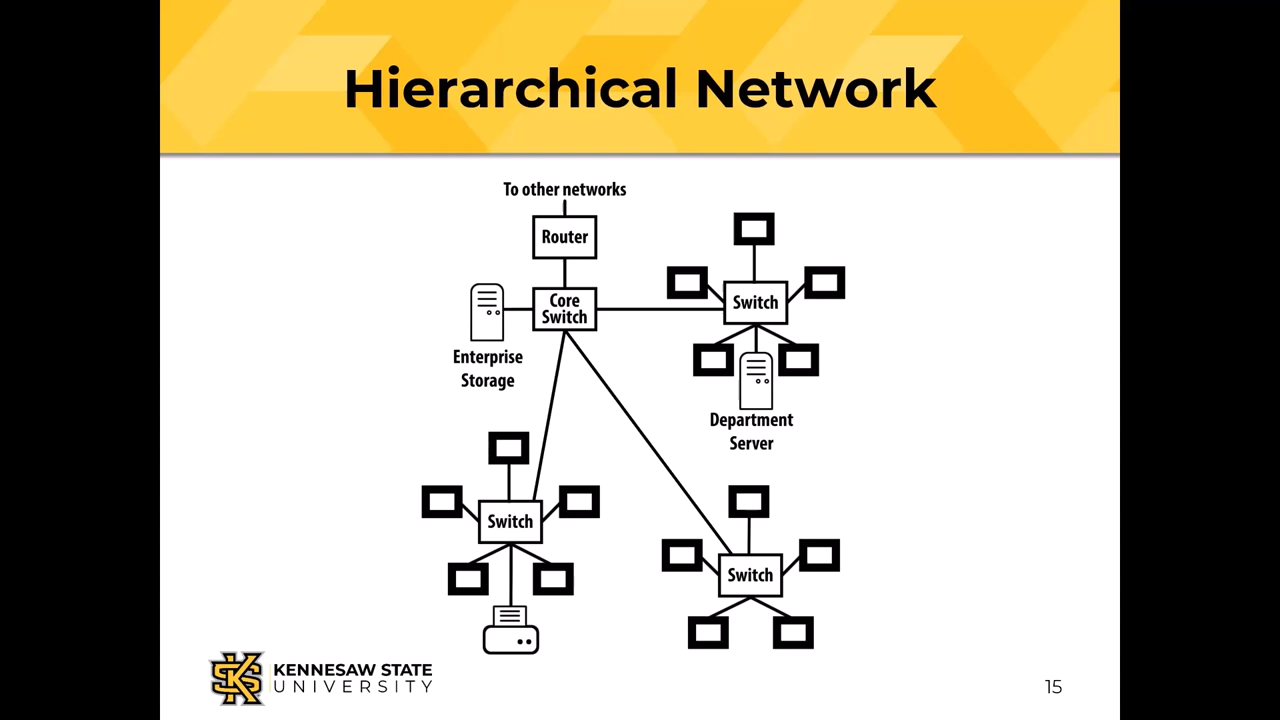 Hierarchical Network
To other networks
Router
Core
Switch
Enterprise
Storage
Switch
Department
Server
Switch
Switch
KENNESAW STATE
UNIVERSITY
15